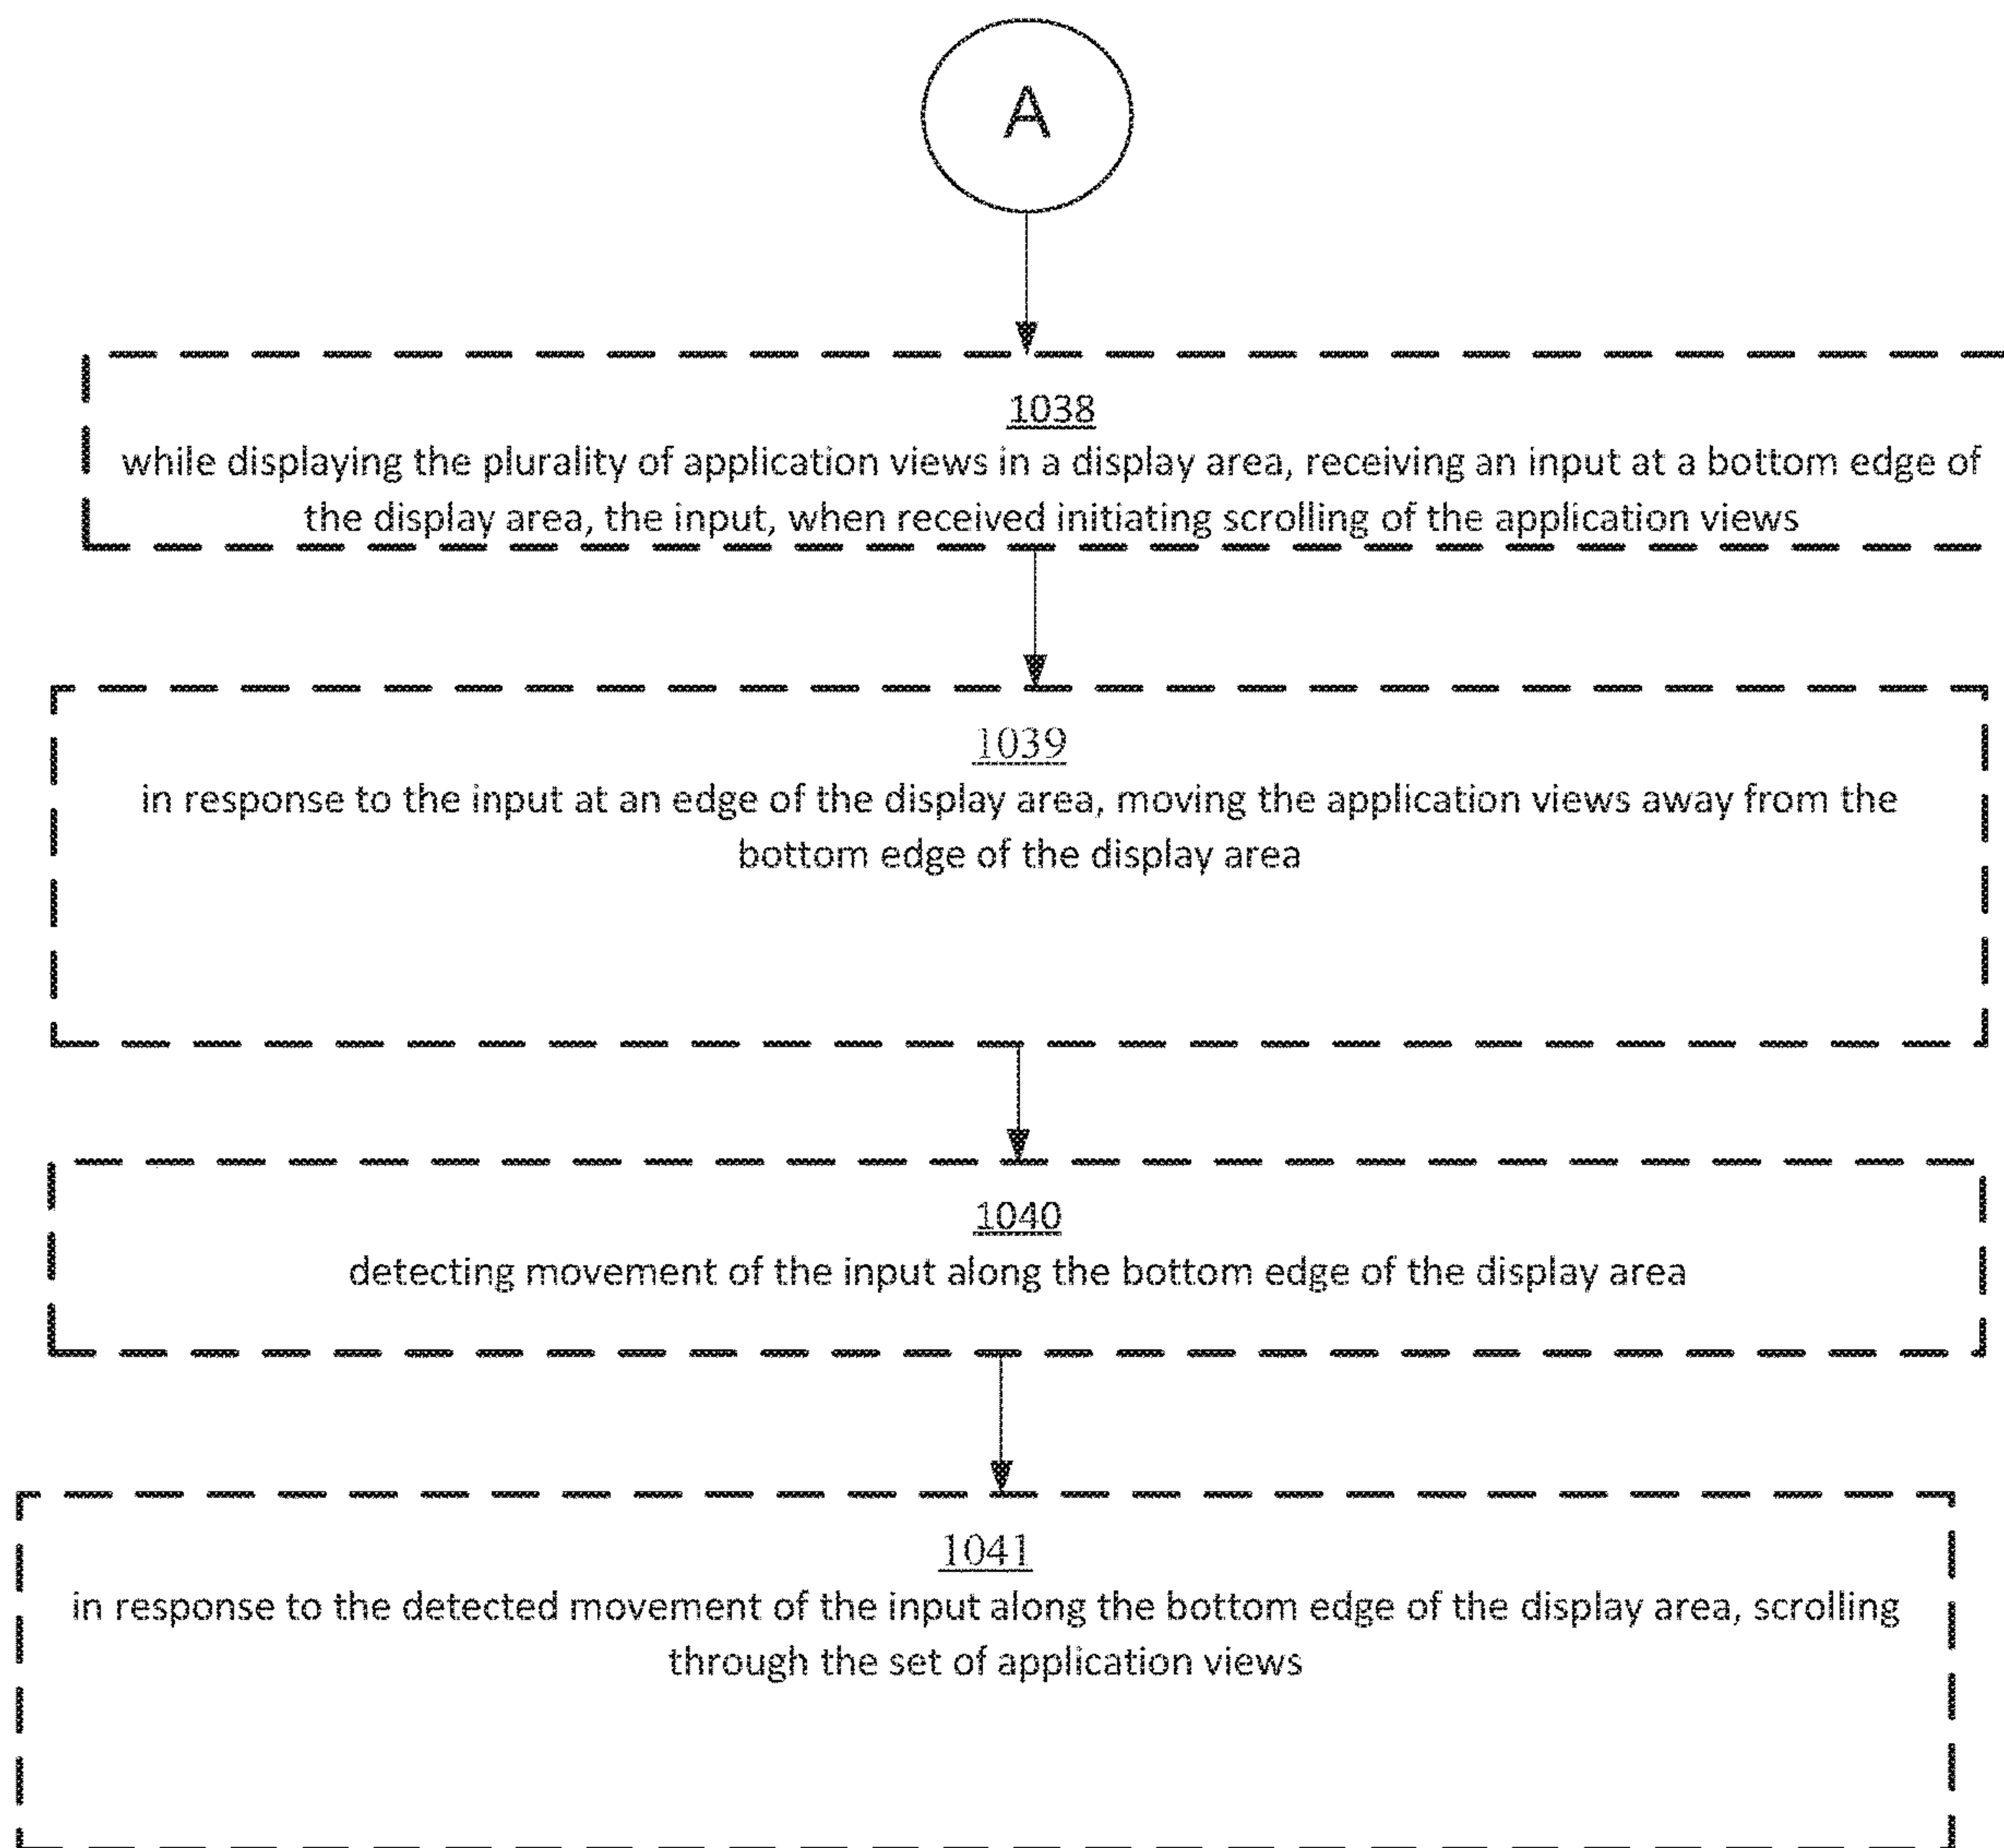 A
1038
while displaying the plurality of application views in a display area, receiving an input at a bottom edge of
the display area, the input, when received initiating scrolling of the application views
1039
in response to the input at an edge of the display area, moving the application views away from the
bottom edge of the display area
1040
detecting movement of the input along the bottom edge of the display area
1041
in response to the detected movement of the input along the bottom edge of the display area, scrolling
through the set of application views